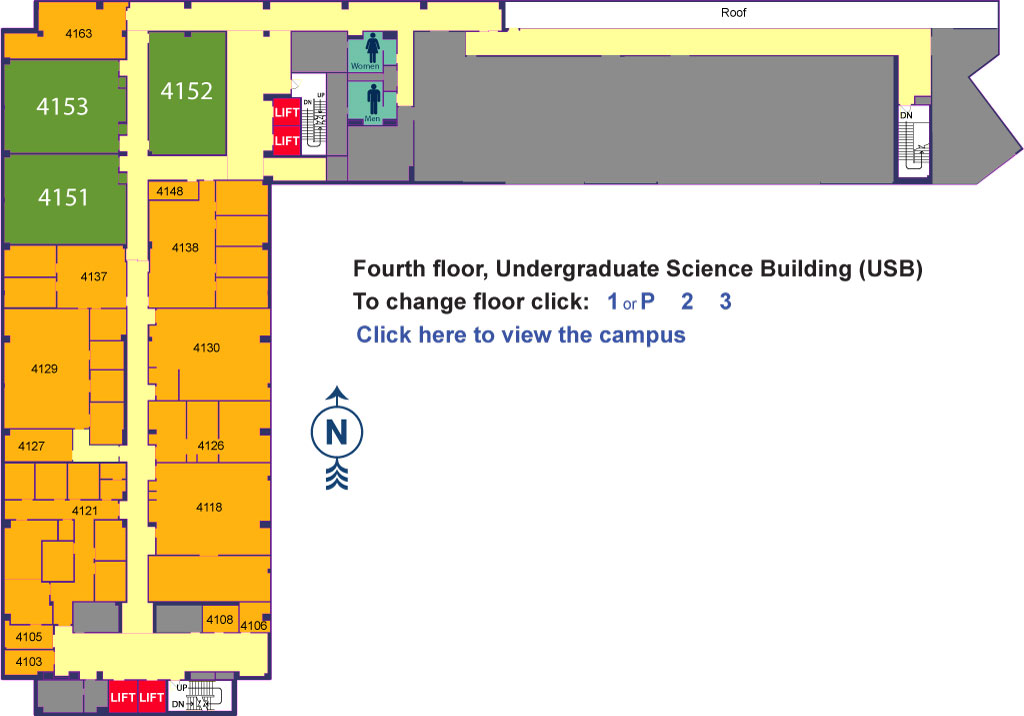 Roof
4163
Women
4153
4152
UP
DN
LIFT
Men
DN
LIFT
4148
4151
4138
4137
Fourth floor, Undergraduate Science Building (USB)
To change floor click: 1 or P 2 3
Click here to view the campus
4130
4129
N
4127
4126
4121
4118
4108
4106
4105
4103
UP
LIFT LIFT
DN